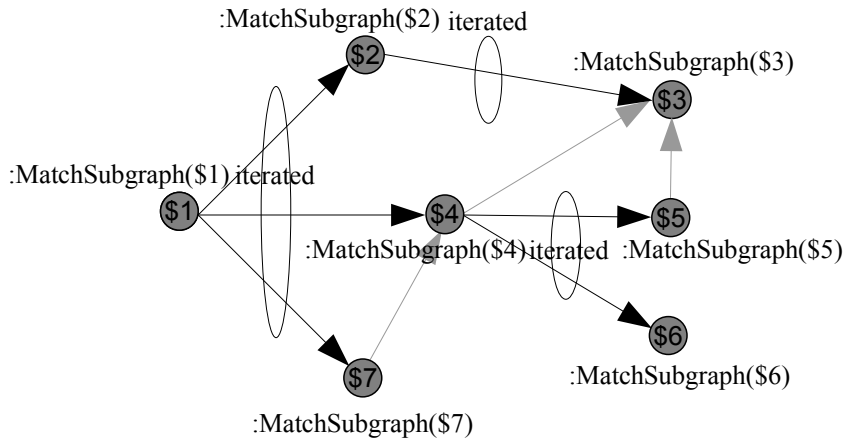 :MatchSubgraph($2) iterated
$2
:MatchSubgraph($3)
$3
:MatchSubgraph($1) iterated
$1
$4
$5
:MatchSubgraph($4) iterated
:MatchSubgraph($5)
$6
:MatchSubgraph($6)
$7
:MatchSubgraph($7)